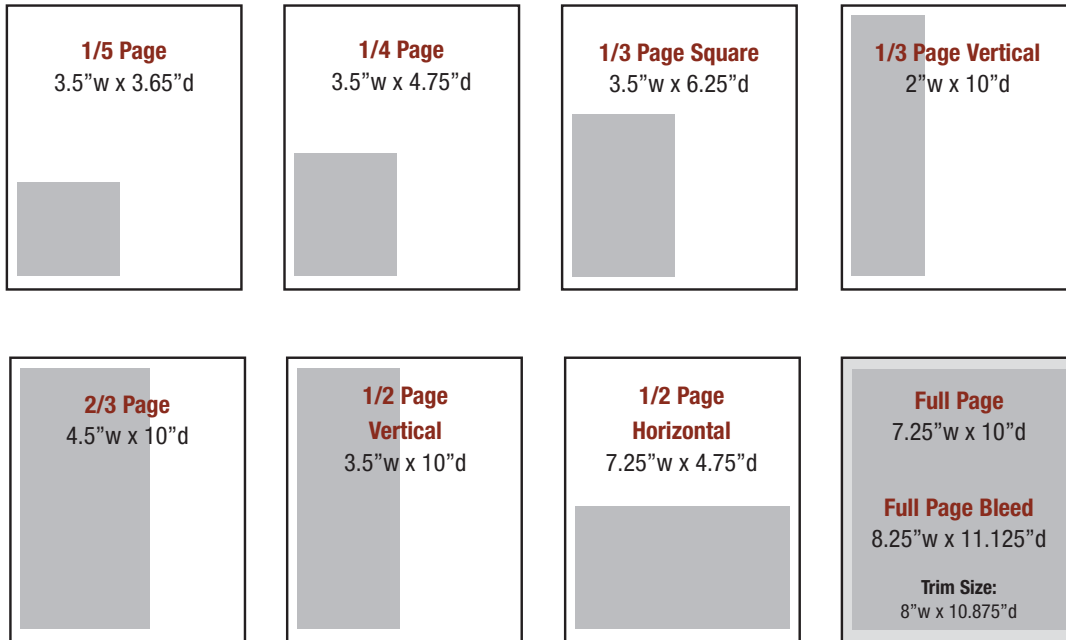 1/5 Page
3.5”w x 3.65”d
1/4 Page
3.5”w x 4.75”d
1/3 Page Square
3.5”w x 6.25”d
1/3 Page Vertical
2”w x 10”d
2/3 Page
4.5”w x 10”d
1/2 Page
Vertical
3.5”w x 10”d
1/2 Page
Horizontal
7.25”w x 4.75”d
Full Page
7.25”w x 10”d
Full Page Bleed
8.25”w x 11.125”d
Trim Size:
8”w x 10.875”d